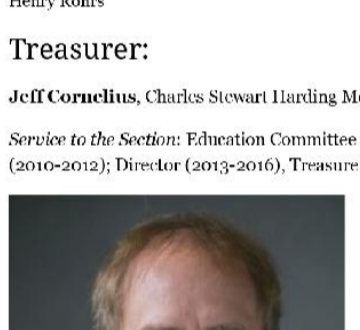 Henry Rohrs
Treasurer:
Jeff Cornelius, Charles Stewart Harding M
Service to the Section: Education Committee
(2010-2012); Director (2013-2016), Treasure